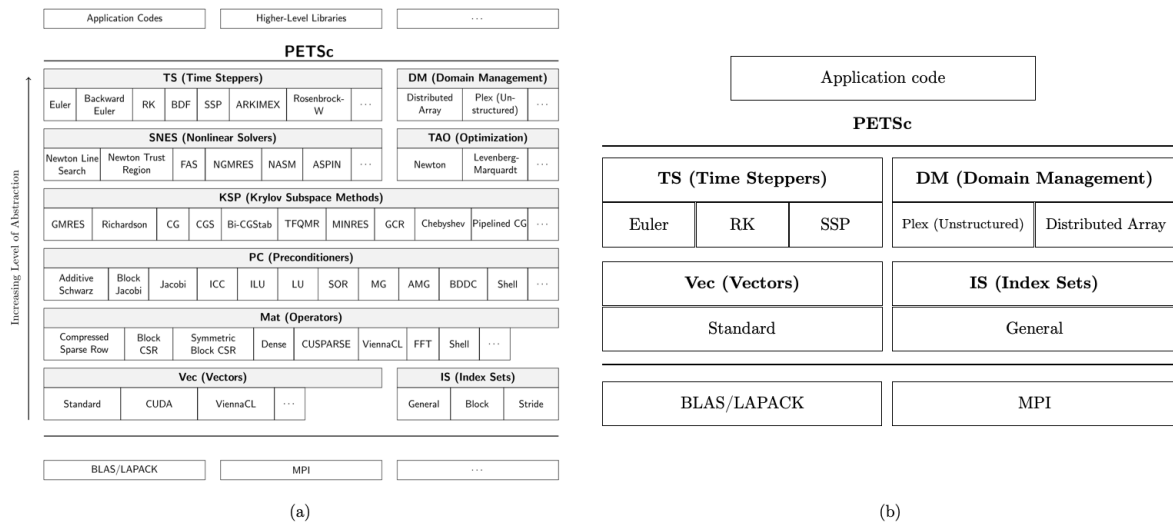 Application Codes
Higher-Level Libraries
···
PETSc
Increasing Level of Abstraction
TS (Time Steppers)
Euler
Backward
Euler
RK
BDF
SSP
ARKIMEX
Rosenbrock-
W
···
DM (Domain Management)
Distributed
Array
Plex (Un-
structured)
···
SNES (Nonlinear Solvers)
Newton Line
Search
Newton Trust
Region
FAS
NGMRES
NASM
ASPIN
···
TAO (Optimization)
Newton
Levenberg-
Marquardt
···
KSP (Krylov Subspace Methods)
GMRES
Richardson
CG
CGS
Bi-CGStab
TFQMR
MINRES
GCR
Chebyshev
Pipelined CG
···
PC (Preconditioners)
Additive
Schwarz
Block
Jacobi
Jacobi
ICC
ILU
LU
SOR
MG
AMG
BDDC
Shell
···
Mat (Operators)
Compressed
Sparse Row
Block
CSR
Symmetric
Block CSR
Dense
CUSPARSE
ViennaCL
FFT
Shell
···
Vec (Vectors)
Standard
CUDA
ViennaCL
···
IS (Index Sets)
General
Block
Stride
BLAS/LAPACK
MPI
···
(a)
Application code
PETSc
TS (Time Steppers)
Euler
RK
SSP
DM (Domain Management)
Plex (Unstructured)
Distributed Array
Vec (Vectors)
Standard
IS (Index Sets)
General
BLAS/LAPACK
MPI
(b)